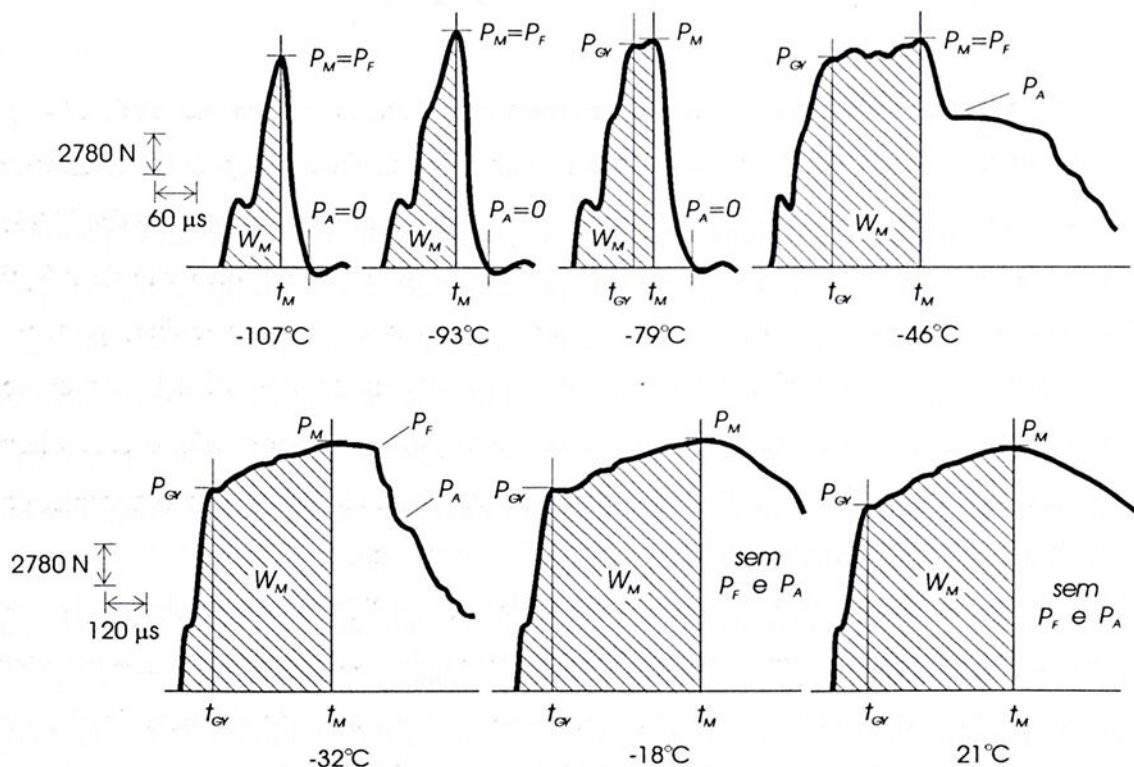 P_M=P_F
P_M=P_F
P_GY
P_M
P_GY
P_M=P_F
P_A
2780 N
60 µs
P_A=0
P_A=0
P_A=0
W_M
W_M
W_M
W_M
t_M
t_M
t_GY
t_M
t_GY
t_M
-107°C
-93°C
-79°C
-46°C
P_M
P_F
P_GY
P_A
P_M
P_GY
P_M
P_GY
2780 N
120 µs
W_M
W_M
sem
P_F e P_A
W_M
sem
P_F e P_A
t_GY
t_M
t_GY
t_M
t_GY
t_M
-32°C
-18°C
21°C